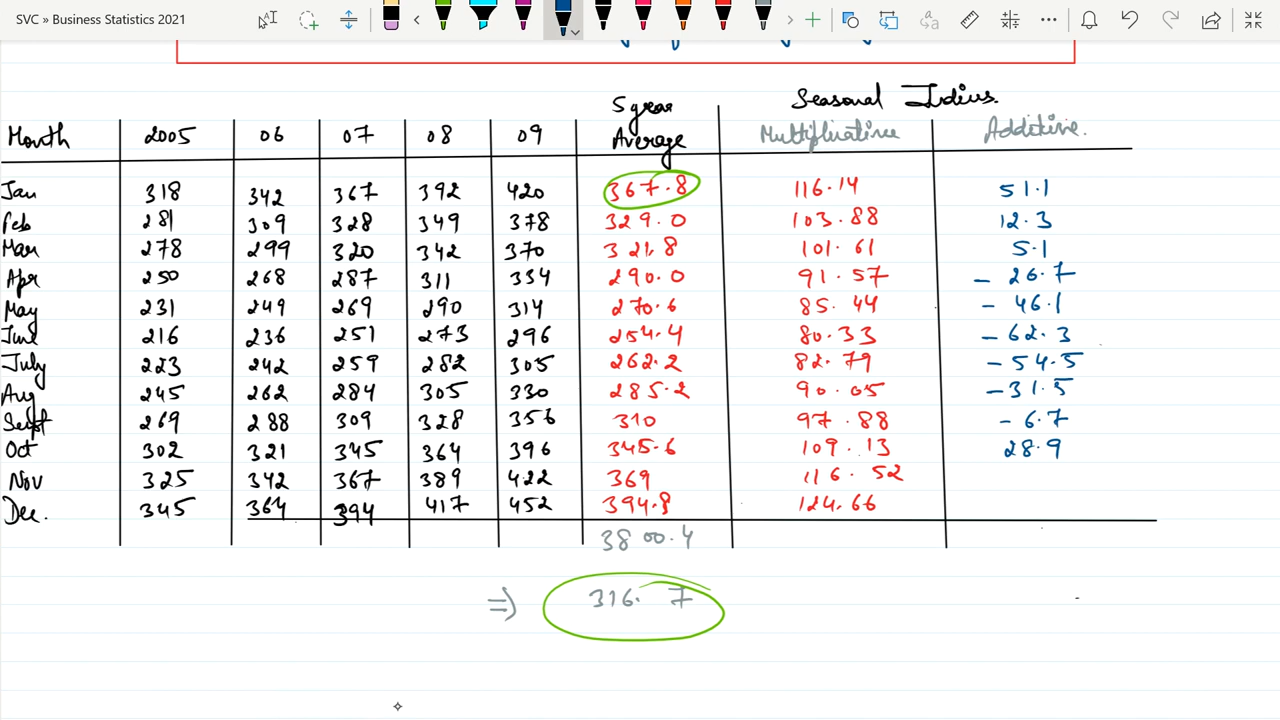 SVC » Business Statistics 2021
5 year Seasonal Indices.
Month 2005 06 07 08 09 Average Multiplicative Additive.
Jan 318 342 367 392 420 367.8 116.14 51.1
Feb 281 309 328 349 378 329.0 103.88 12.3
Mar 278 299 320 342 370 321.8 101.61 5.1
Apr 250 268 287 311 334 290.0 91.57 - 26.7
May 231 249 269 290 314 270.6 85.44 - 46.1
June 216 236 251 273 296 254.4 80.33 - 62.3
July 223 242 259 282 305 262.2 82.79 - 54.5
Aug 245 262 284 305 330 285.2 90.05 - 31.5
Sept 269 288 309 328 356 310 97.88 - 6.7
Oct 302 321 345 364 396 345.6 109.13 28.9
Nov 325 342 367 389 422 369 116.52
Dec. 345 364 394 417 452 394.8 124.66
3800.4
⇒ 316.7